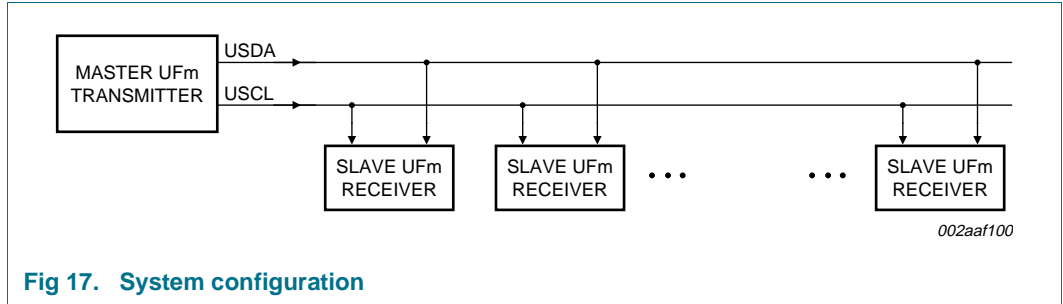 USDA
MASTER UFm
TRANSMITTER
USCL
SLAVE UFm
RECEIVER
SLAVE UFm
RECEIVER
SLAVE UFm
RECEIVER
002aaf100
Fig 17. System configuration